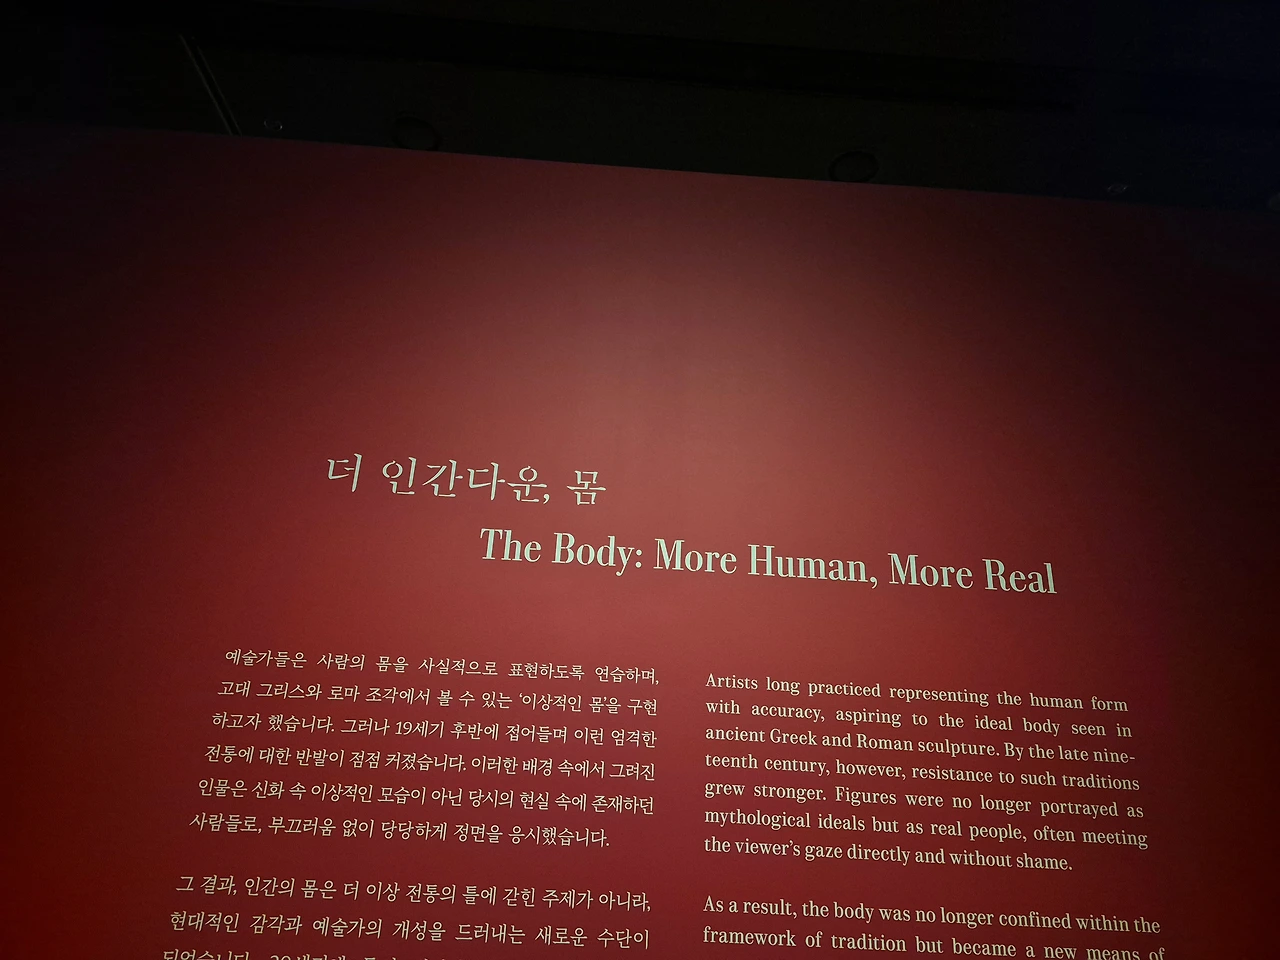 더 인간다운, 몸
The Body: More Human, More Real
예술가들은 사람의 몸을 사실적으로 표현하도록 연습하며,
고대 그리스와 로마 조각에서 볼 수 있는 ‘이상적인 몸’을 구현
하고자 했습니다. 그러나 19세기 후반에 접어들며 이런 엄격한
전통에 대한 반발이 점점 커졌습니다. 이러한 배경 속에서 그려진
인물은 신화 속 이상적인 모습이 아닌 당시의 현실 속에 존재하던
사람들로, 부끄러움 없이 당당하게 정면을 응시했습니다.
그 결과, 인간의 몸은 더 이상 전통의 틀에 갇힌 주제가 아니라,
현대적인 감각과 예술가의 개성을 드러내는 새로운 수단이
Artists long practiced representing the human form
with accuracy, aspiring to the ideal body seen in
ancient Greek and Roman sculpture. By the late nine-
teenth century, however, resistance to such traditions
grew stronger. Figures were no longer portrayed as
mythological ideals but as real people, often meeting
the viewer’s gaze directly and without shame.
As a result, the body was no longer confined within the
framework of tradition but became a new means of